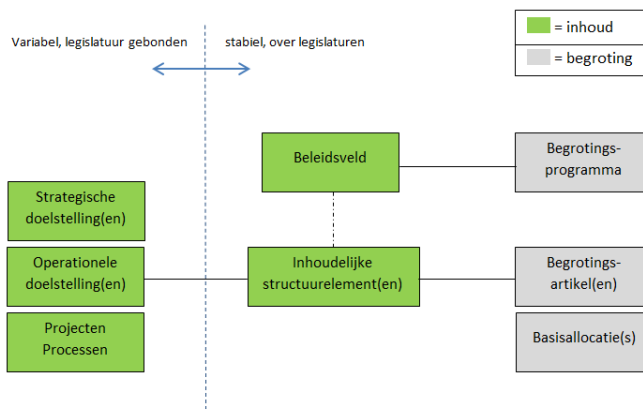 Variabel, legislatuur gebonden
stabiel, over legislaturen
= inhoud
= begroting
Beleidsveld
Begrotings-
programma
Strategische
doelstelling(en)
Operationele
doelstelling(en)
Inhoudelijke
structuurelement(en)
Begrotings-
artikel(en)
Projecten
Processen
Basisallocatie(s)